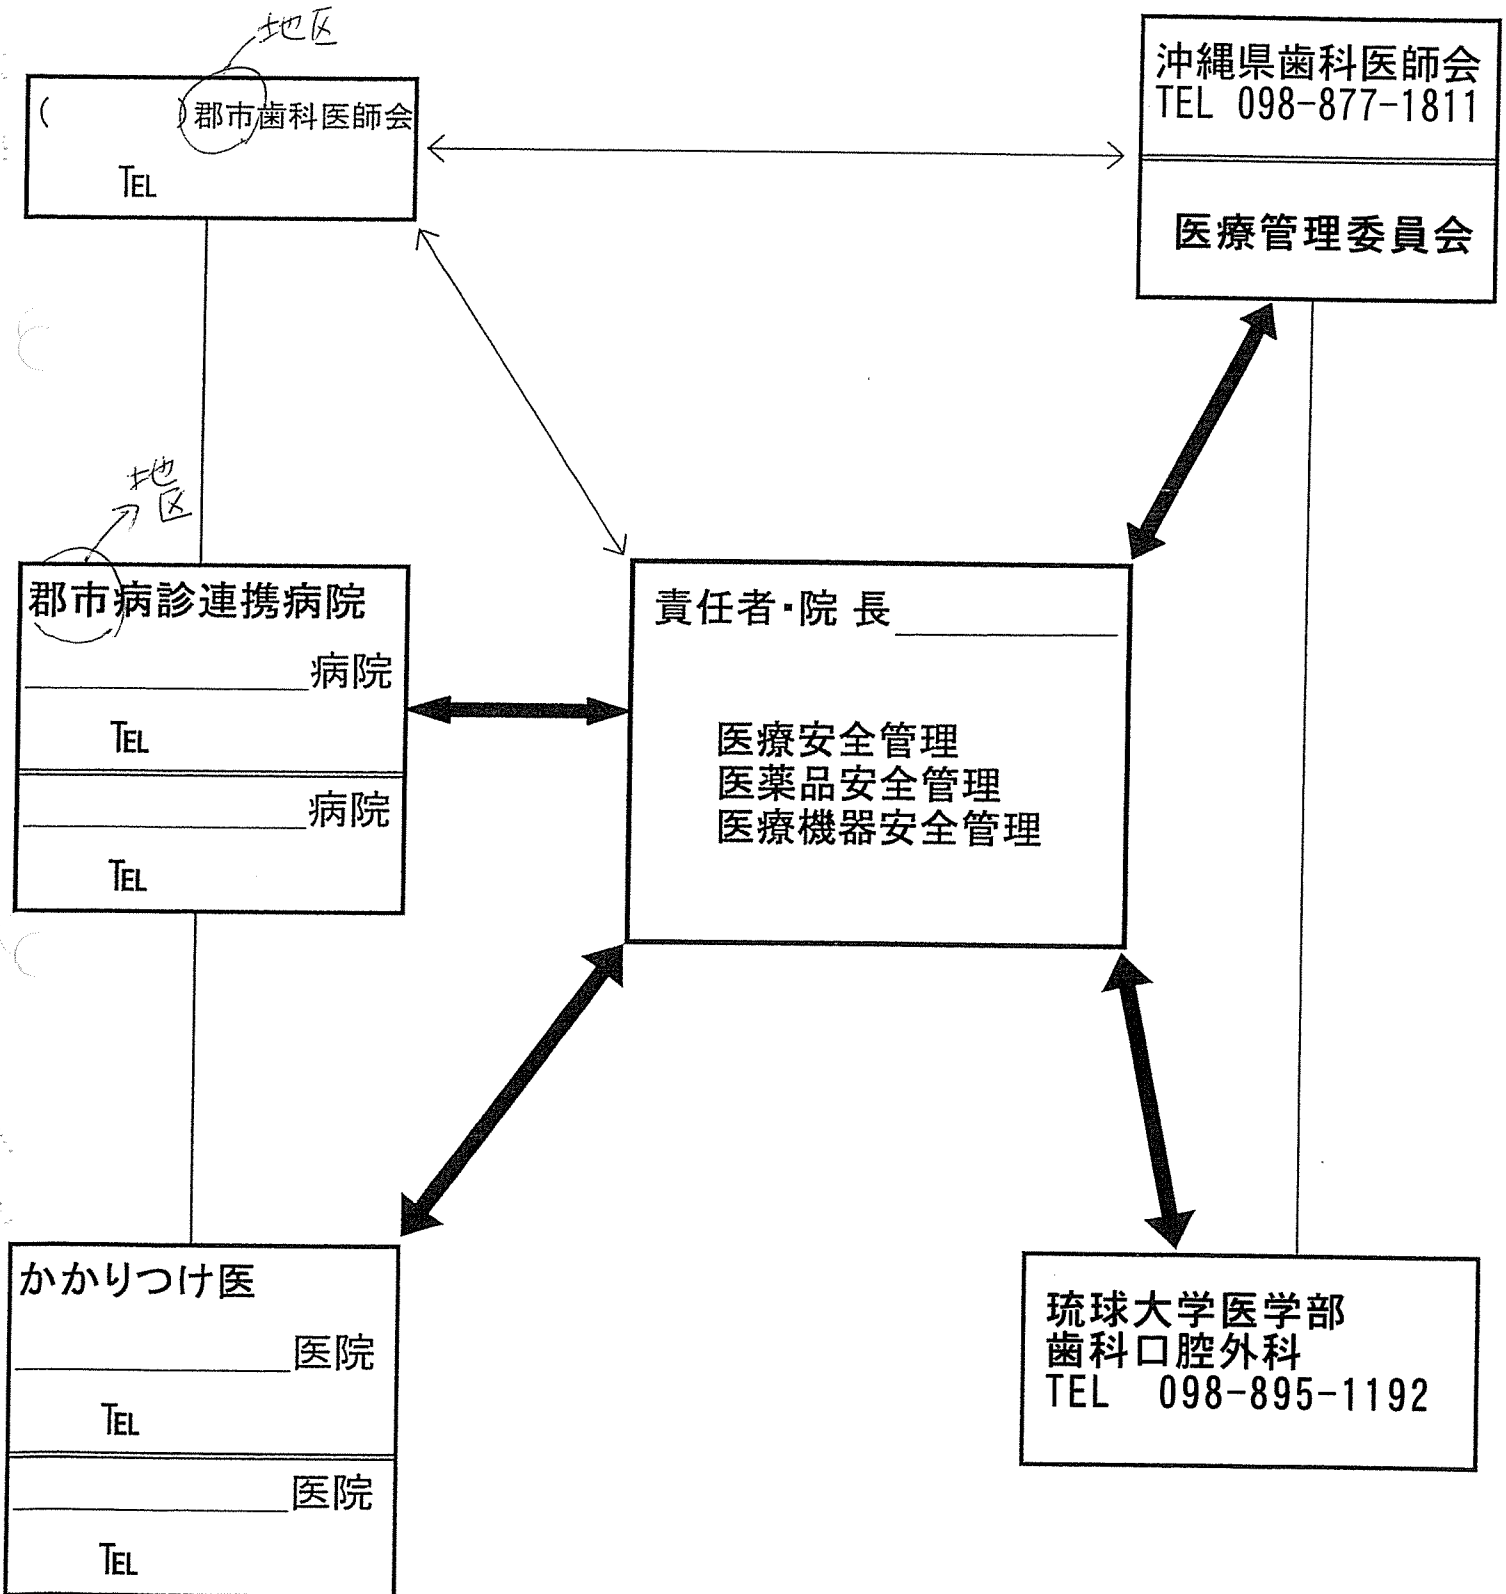 地区
(　　　)郡市歯科医師会
TEL
沖縄県歯科医師会
TEL 098-877-1811
医療管理委員会
地区
郡市病診連携病院
病院
TEL
病院
TEL
責任者・院長
医療安全管理
医薬品安全管理
医療機器安全管理
かかりつけ医
医院
TEL
医院
TEL
琉球大学医学部
歯科口腔外科
TEL 098-895-1192